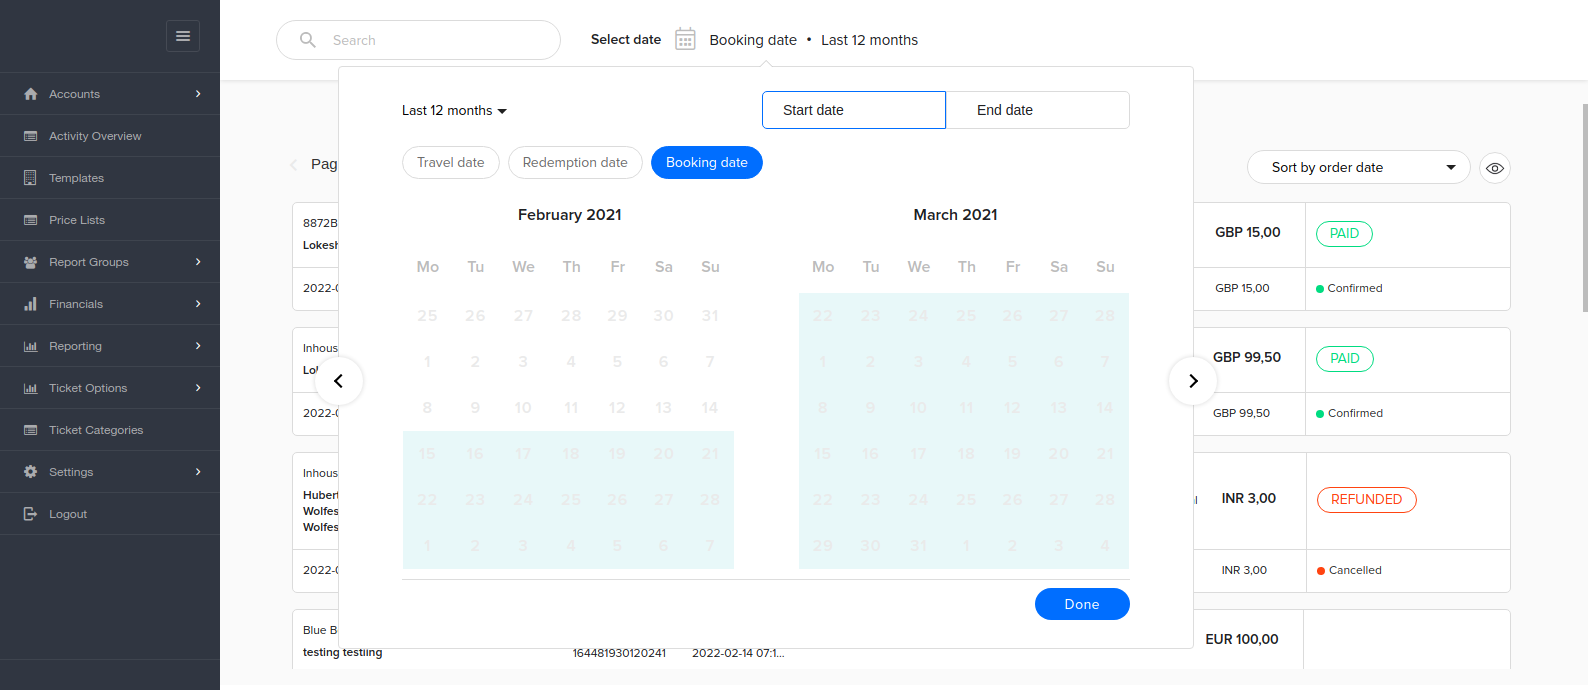 Search
Select date
Booking date • Last 12 months
Accounts
Activity Overview
Templates
Price Lists
Report Groups
Financials
Reporting
Ticket Options
Ticket Categories
Settings
Logout
Last 12 months
Start date
End date
Travel date
Redemption date
Booking date
Sort by order date
February 2021
Mo Tu We Th Fr Sa Su
25 26 27 28 29 30 31
1 2 3 4 5 6 7
8 9 10 11 12 13 14
15 16 17 18 19 20 21
22 23 24 25 26 27 28
1 2 3 4 5 6 7
March 2021
Mo Tu We Th Fr Sa Su
22 23 24 25 26 27 28
1 2 3 4 5 6 7
8 9 10 11 12 13 14
15 16 17 18 19 20 21
22 23 24 25 26 27 28
29 30 31 1 2 3 4
Done
Pag
8872B
Lokesh
2022-0
GBP 15,00
PAID
GBP 15,00
Confirmed
Inhous
Lol
2022-0
GBP 99,50
PAID
GBP 99,50
Confirmed
Inhous
Hubert
Wolfes
Wolfes
2022-0
INR 3,00
REFUNDED
INR 3,00
Cancelled
Blue B
testing testiing
164481930120241
2022-02-14 07:1...
EUR 100,00